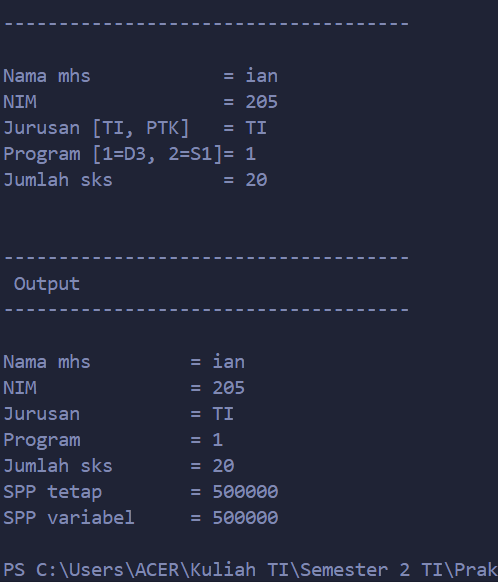 -------------------------------------
Nama mhs = ian
NIM = 205
Jurusan [TI, PTK] = TI
Program [1=D3, 2=S1]= 1
Jumlah sks = 20
-------------------------------------
Output
-------------------------------------
Nama mhs = ian
NIM = 205
Jurusan = TI
Program = 1
Jumlah sks = 20
SPP tetap = 500000
SPP variabel = 500000
PS C:\Users\ACER\Kuliah TI\Semester 2 TI\Prak